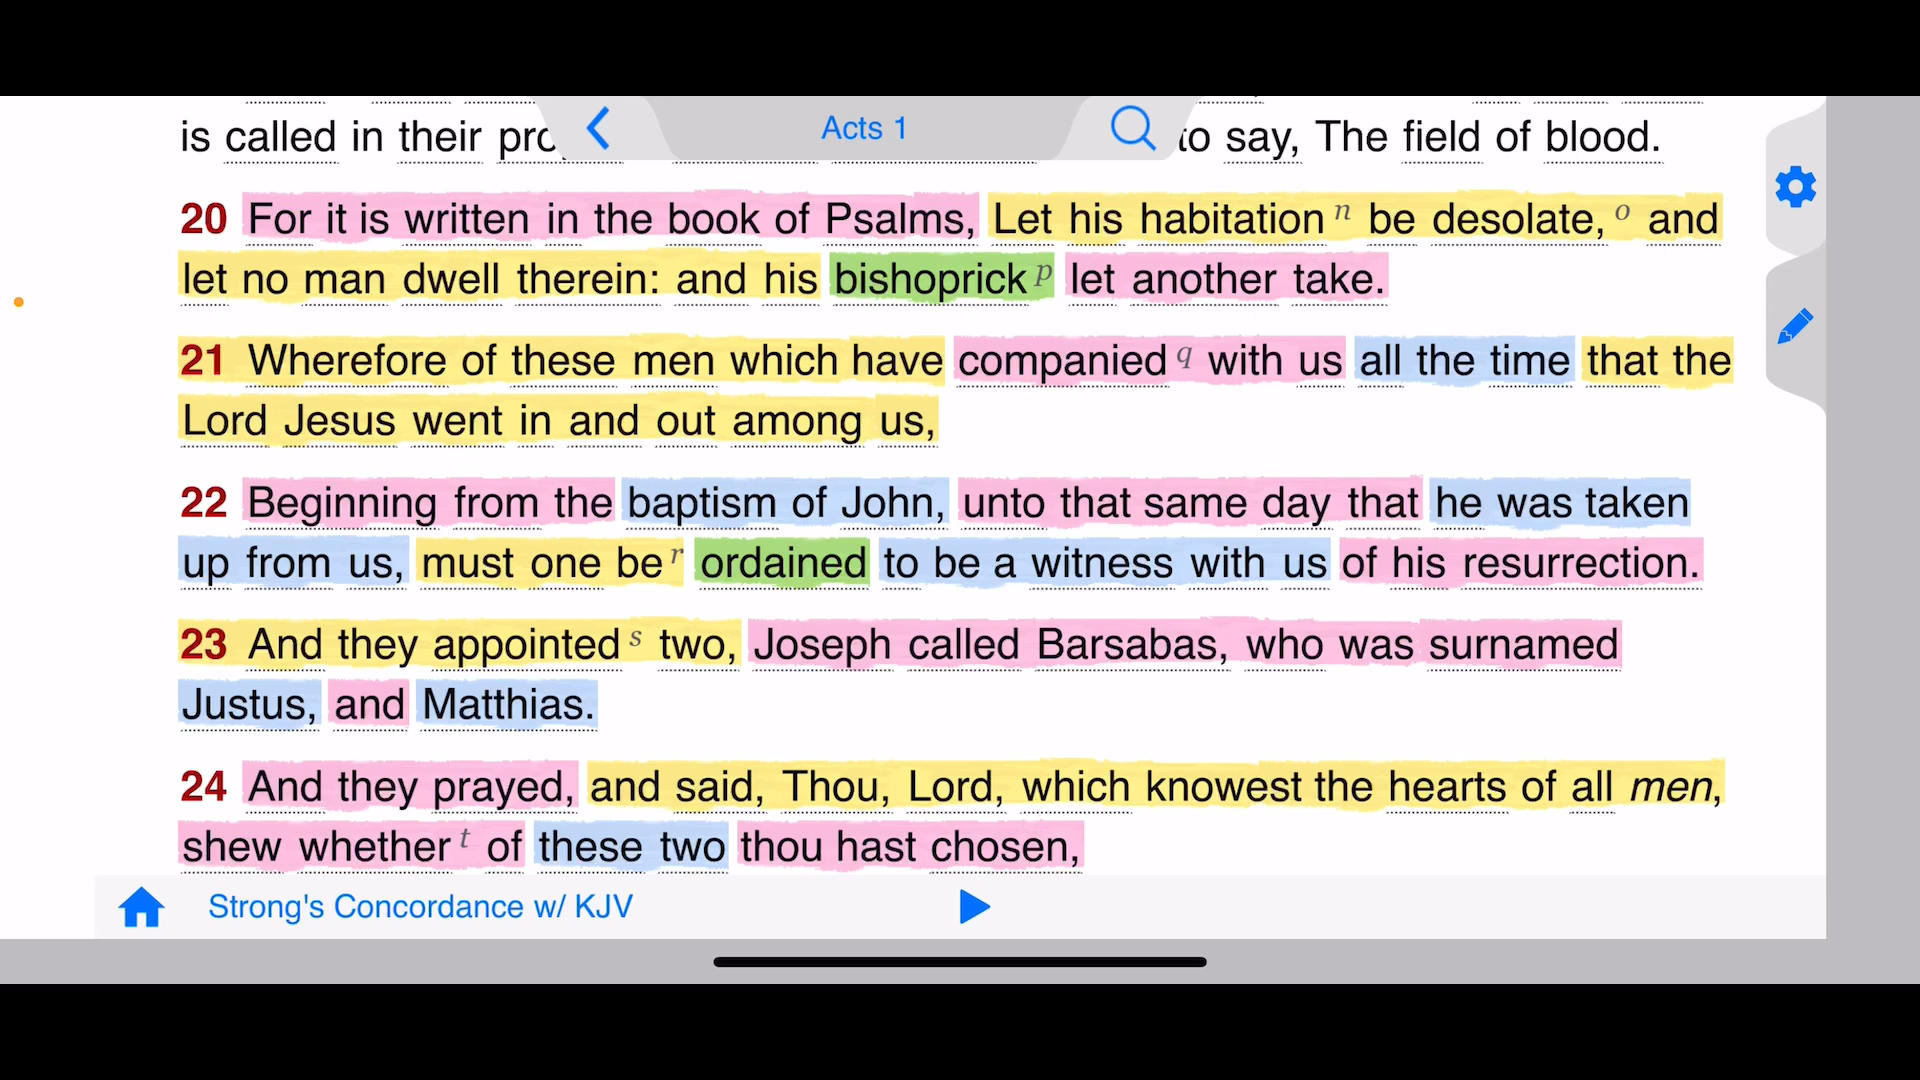 Acts 1
is called in their to say, The field of blood.
20 For it is written in the book of Psalms, Let his habitation n be desolate, o and
let no man dwell therein: and his bishoprick p let another take.
21 Wherefore of these men which have companied q with us all the time that the
Lord Jesus went in and out among us,
22 Beginning from the baptism of John, unto that same day that he was taken
up from us, must one be r ordained to be a witness with us of his resurrection.
23 And they appointed s two, Joseph called Barsabas, who was surnamed
Justus, and Matthias.
24 And they prayed, and said, Thou, Lord, which knowest the hearts of all men,
shew whether t of these two thou hast chosen,
Strong's Concordance w/ KJV